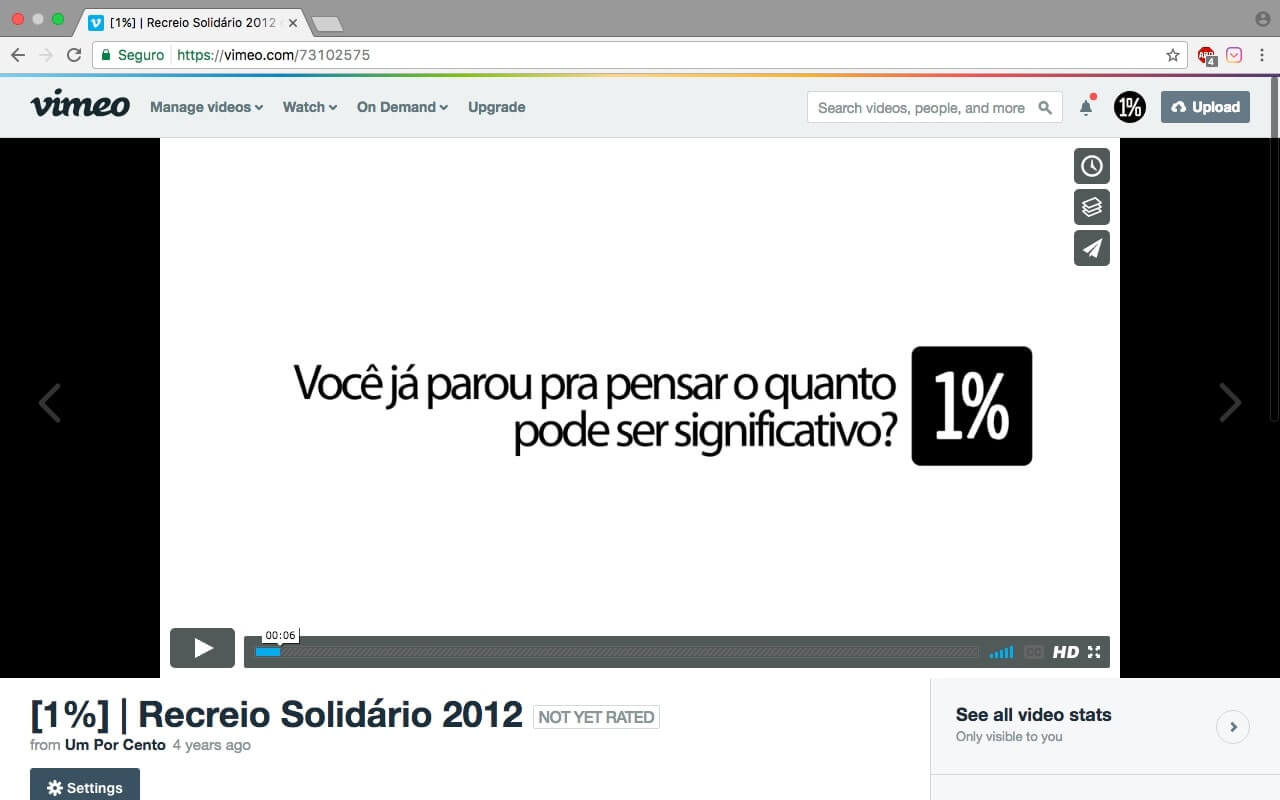 [1%] | Recreio Solidário 2012
Seguro https://vimeo.com/73102575
ABP
4
vimeo Manage videos Watch On Demand Upgrade Search videos, people, and more 1% Upload
Você já parou pra pensar o quanto
pode ser significativo?
1%
00:06
CC HD
[1%] | Recreio Solidário 2012 NOT YET RATED
from Um Por Cento 4 years ago
Settings
See all video stats
Only visible to you